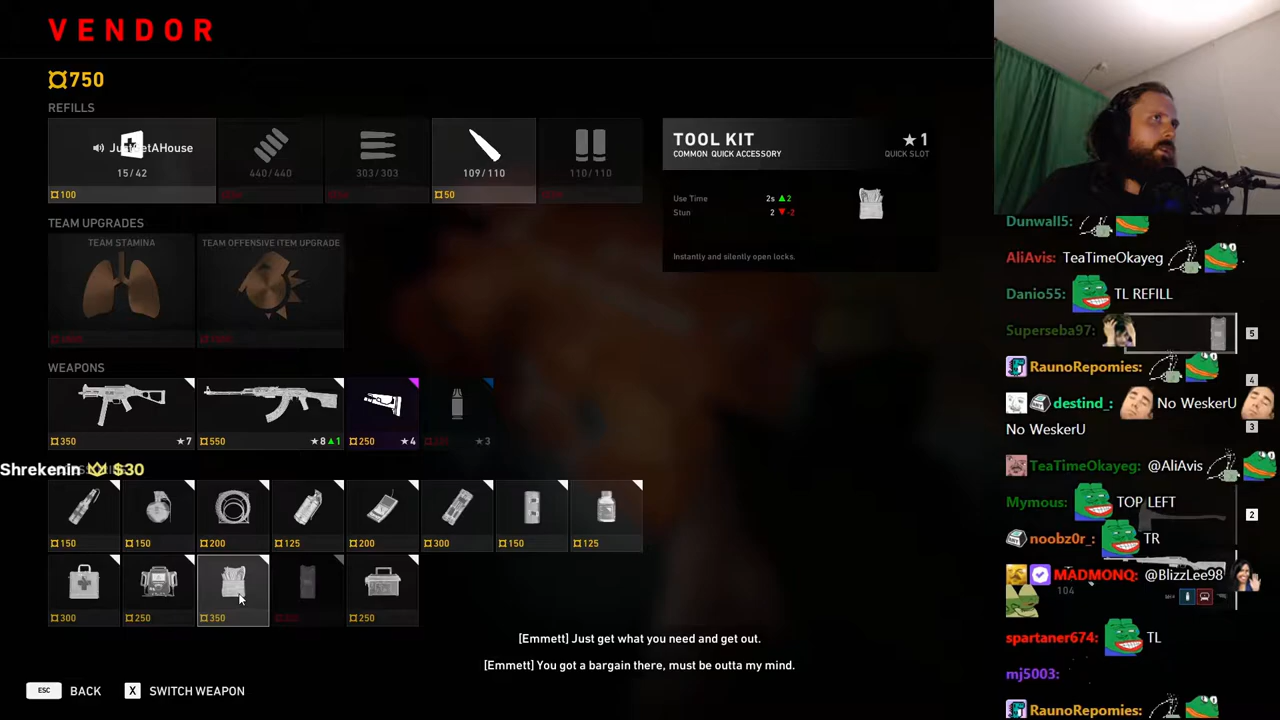 VENDOR
750
REFILLS
15/42
100
440/440
303/303
109/110
50
110/110
TOOL KIT
COMMON QUICK ACCESSORY
1
QUICK SLOT
Use Time 2s 2
Stun 2 -2
Instantly and silently open locks.
TEAM UPGRADES
TEAM STAMINA
TEAM OFFENSIVE ITEM UPGRADE
WEAPONS
350 7
550 8 1
250 4
3
Shrekenin $30
150
150
200
125
200
300
150
125
300
250
350
250
[Emmett] Just get what you need and get out.
[Emmett] You got a bargain there, must be outta my mind.
ESC BACK X SWITCH WEAPON
Dunwall5:
AliAvis: TeaTimeOkayeg
Danio55: TL REFILL
Superseba97:
5
RaunoRepomies:
4
destind_: No WeskerU
No WeskerU
3
TeaTimeOkayeg: @AliAvis
Mymous: TOP LEFT
2
noobz0r_: TR
MADMONQ: @BlizzLee98
104
spartaner674: TL
mj5003:
RaunoRepomies: